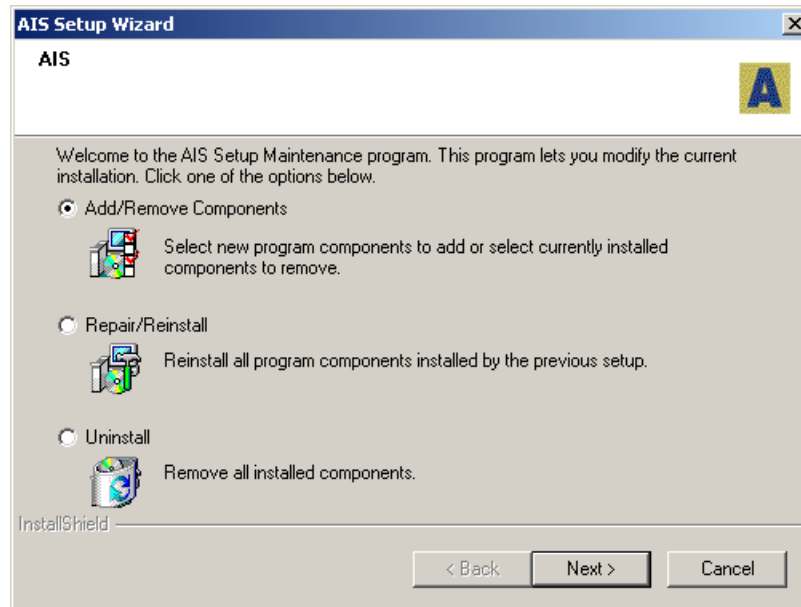 AIS Setup Wizard
AIS
A
Welcome to the AIS Setup Maintenance program. This program lets you modify the current
installation. Click one of the options below.
Add/Remove Components
Select new program components to add or select currently installed
components to remove.
Repair/Reinstall
Reinstall all program components installed by the previous setup.
Uninstall
Remove all installed components.
InstallShield
< Back
Next >
Cancel